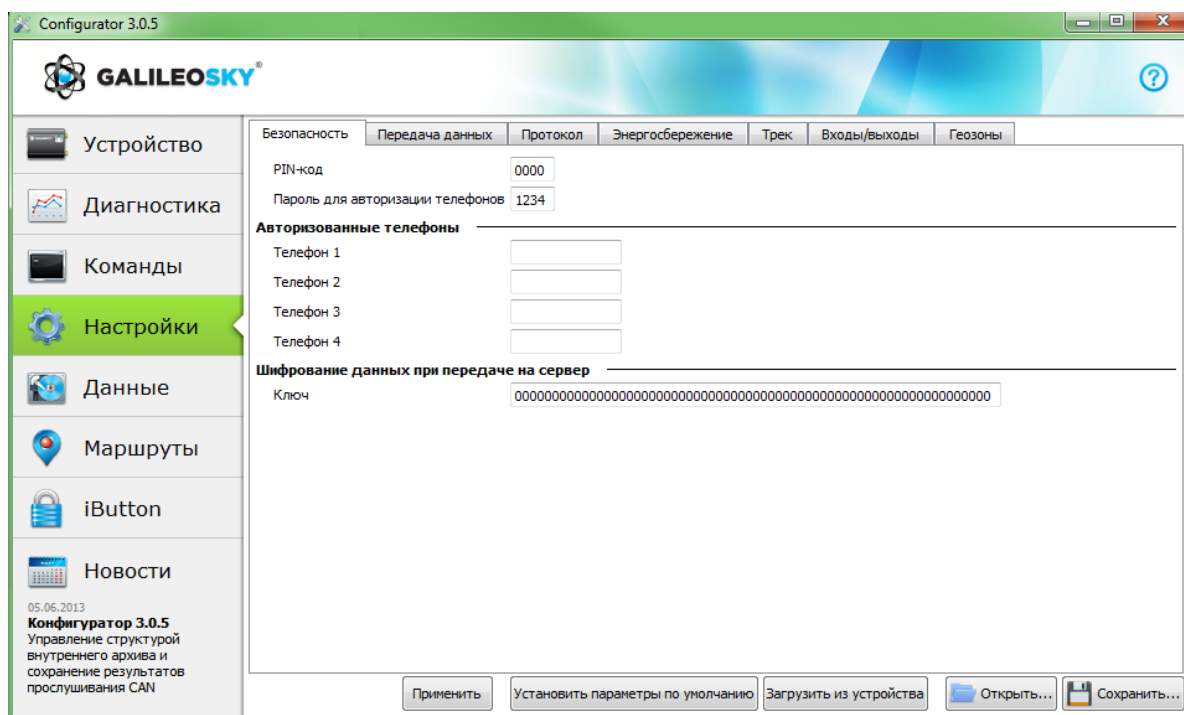 Configurator 3.0.5
GALILEOSKY®
?
Устройство
Диагностика
Команды
Настройки
Данные
Маршруты
iButton
Новости
05.06.2013
Конфигуратор 3.0.5
Управление структурой
внутреннего архива и
сохранение результатов
прослушивания CAN
Безопасность Передача данных Протокол Энергосбережение Трек Входы/выходы Геозоны
PIN-код 0000
Пароль для авторизации телефонов 1234
Авторизованные телефоны
Телефон 1
Телефон 2
Телефон 3
Телефон 4
Шифрование данных при передаче на сервер
Ключ 0000000000000000000000000000000000000000000000000000000000000000
Применить Установить параметры по умолчанию Загрузить из устройства Открыть... Сохранить...